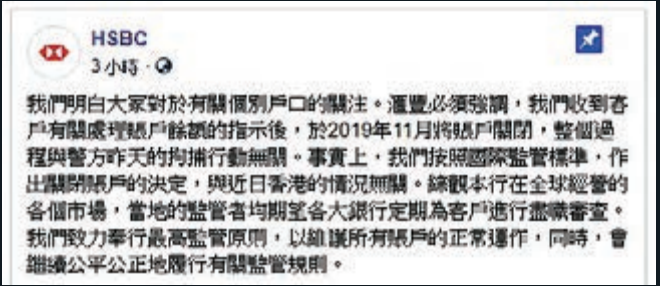 HSBC
3小時 ·
我們明白大家對於有關個別戶口的關注。滙豐必須強調，我們收到客
戶有關處理賬戶餘額的指示後，於2019年11月將賬戶關閉，整個過
程與警方昨天的拘捕行動無關。事實上，我們按照國際監管標準，作
出關閉賬戶的決定，與近日香港的情況無關。綜觀本行在全球經營的
各個市場，當地的監管者均期望各大銀行定期為客戶進行盡職審查。
我們致力奉行最高監管原則，以維護所有賬戶的正常運作，同時，會
繼續公平公正地履行有關監管規則。